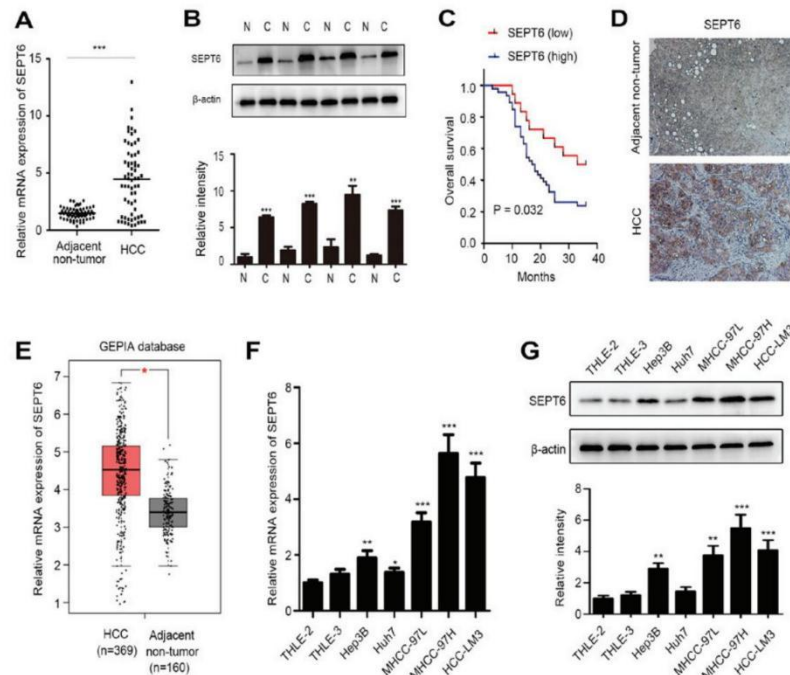 A
Relative mRNA expression of SEPT6
15
10
5
0
***
Adjacent
non-tumor
HCC
B
N C N C N C N C
SEPT6
β-actin
Relative intensity
15
10
5
0
***
***
**
***
N C N C N C N C
C
SEPT6 (low)
SEPT6 (high)
Overall survival
1.0
0.8
0.6
0.4
0.2
0.0
P = 0.032
0 10 20 30 40
Months
D
SEPT6
Adjacent non-tumor
HCC
E
GEPIA database
*
Relative mRNA expression of SEPT6
7
6
5
4
3
2
1
HCC
(n=369)
Adjacent
non-tumor
(n=160)
F
Relative mRNA expression of SEPT6
8
6
4
2
0
**
*
***
***
***
THLE-2
THLE-3
Hep3B
Huh7
MHCC-97L
MHCC-97H
HCC-LM3
G
THLE-2
THLE-3
Hep3B
Huh7
MHCC-97L
MHCC-97H
HCC-LM3
SEPT6
β-actin
Relative intensity
8
6
4
2
0
**
**
***
***
THLE-2
THLE-3
Hep3B
Huh7
MHCC-97L
MHCC-97H
HCC-LM3